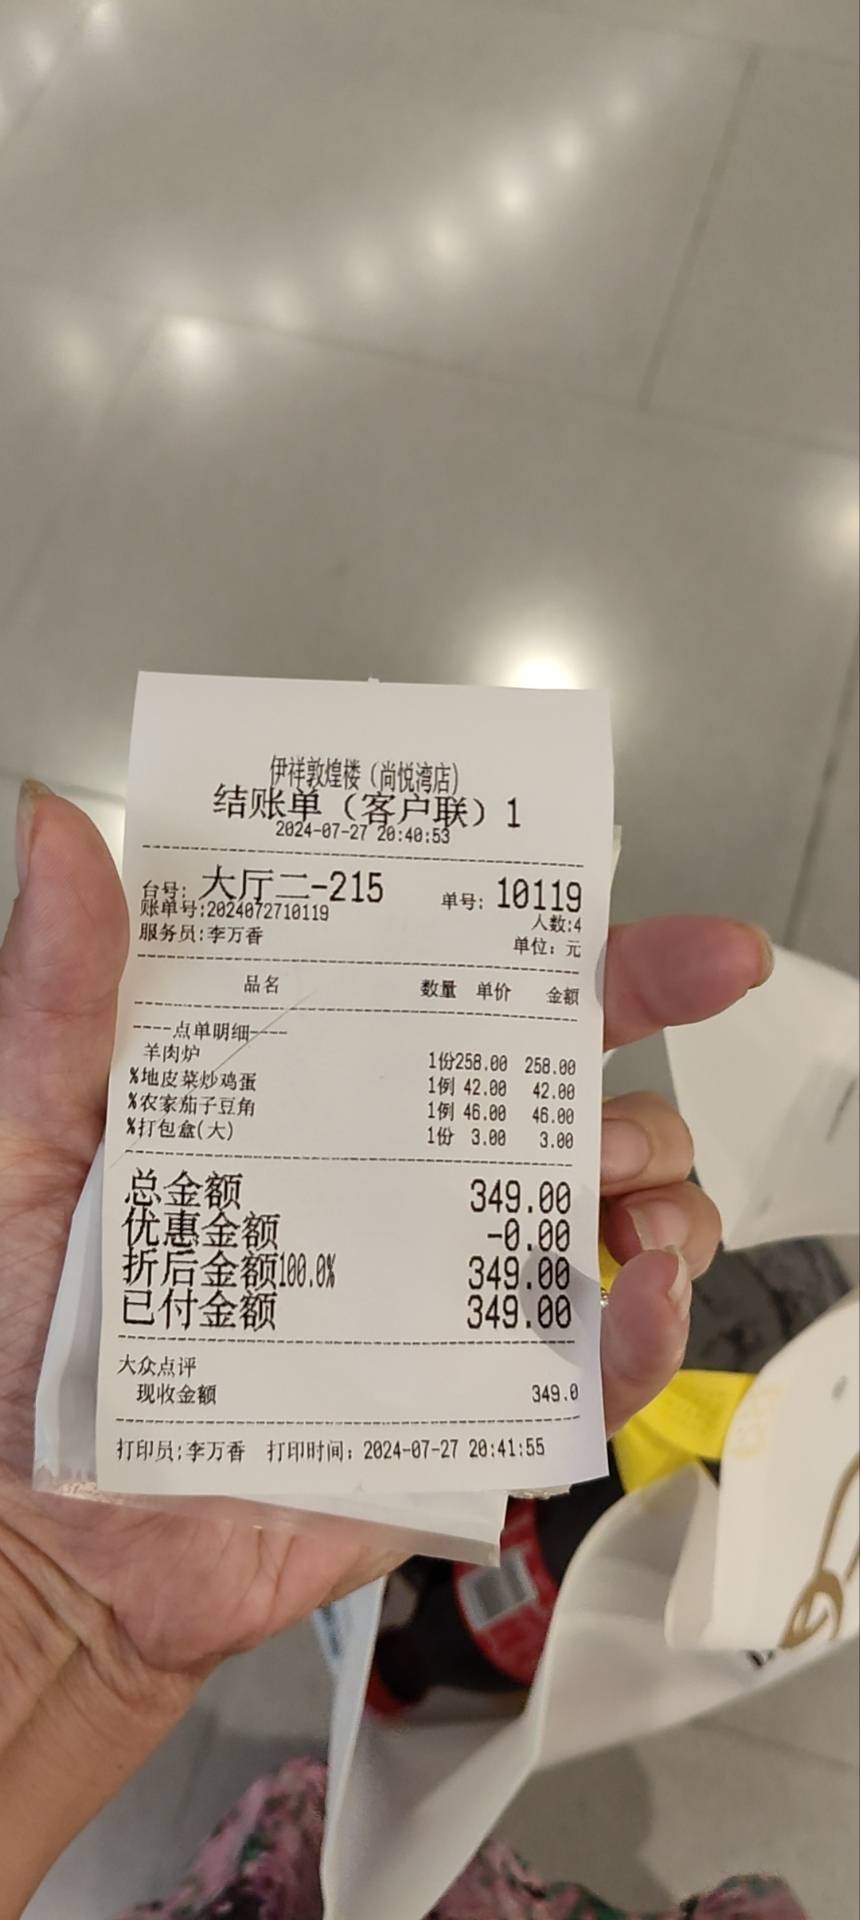 伊祥敦煌楼（尚悦湾店）
结账单（客户联）1
2024-07-27 20:40:53
台号: 大厅二-215 单号: 10119
账单号:2024072710119 人数:4
服务员:李万香 单位：元
品名 数量 单价 金额
----点单明细----
羊肉炉 1份258.00 258.00
%地皮菜炒鸡蛋 1例 42.00 42.00
%农家茄子豆角 1例 46.00 46.00
%打包盒(大) 1份 3.00 3.00
总金额 349.00
优惠金额 -0.00
折后金额100.0% 349.00
已付金额 349.00
大众点评
现收金额 349.0
打印员:李万香 打印时间：2024-07-27 20:41:55